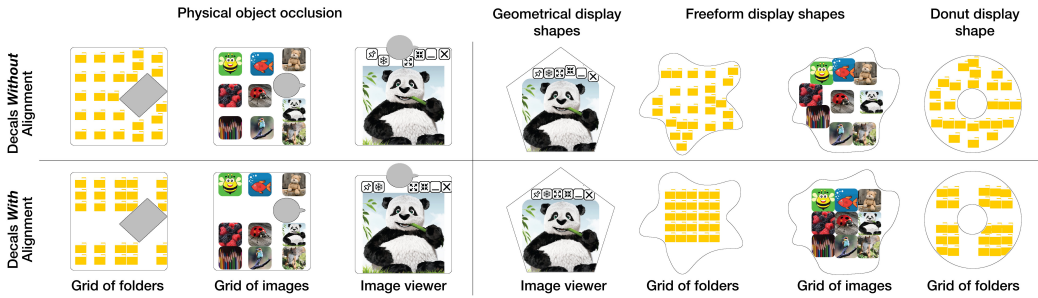 Physical object occlusion
Geometrical display
shapes
Freeform display shapes
Donut display
shape
Decals Without
Alignment
Decals With
Alignment
Grid of folders
Grid of images
Image viewer
Image viewer
Grid of folders
Grid of images
Grid of folders